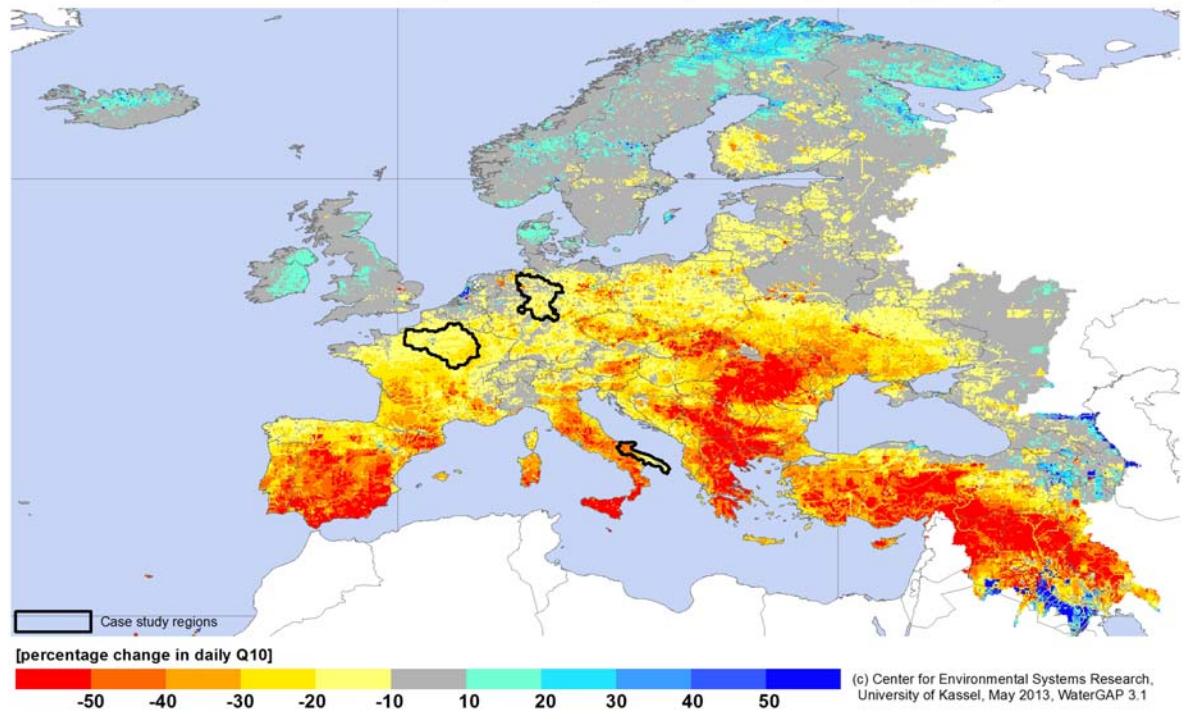 Case study regions
[percentage change in daily Q10]
-50 -40 -30 -20 -10 10 20 30 40 50
(c) Center for Environmental Systems Research,
University of Kassel, May 2013, WaterGAP 3.1